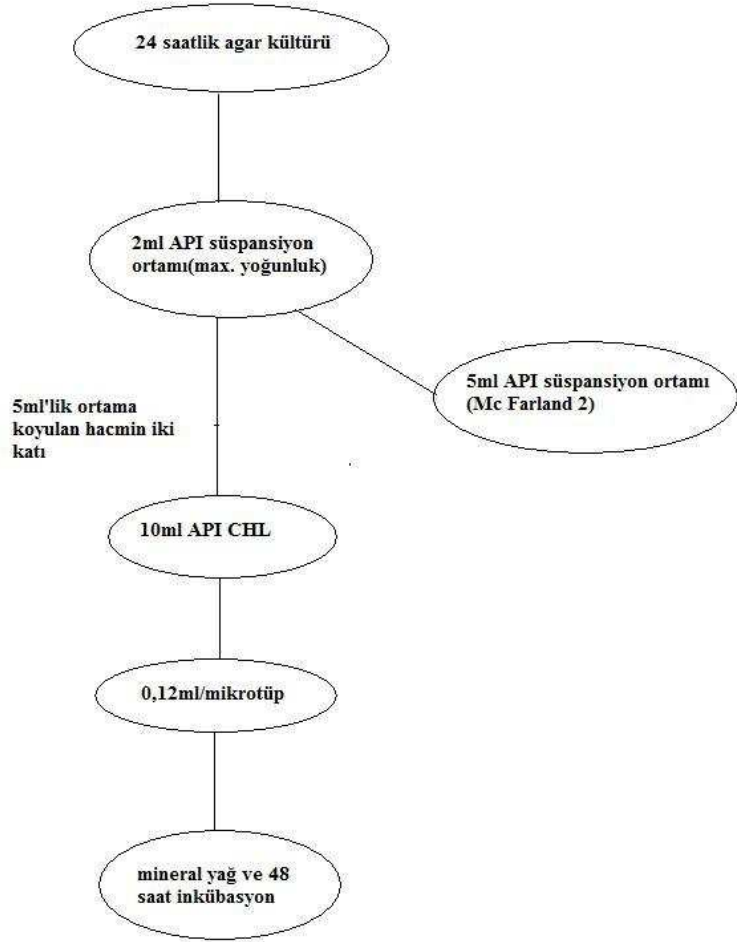 24 saatlik agar kültürü
2ml API süspansiyon
ortamı(max. yoğunluk)
5ml API süspansiyon ortamı
(Mc Farland 2)
5ml'lik ortama
koyulan hacmin iki
katı
10ml API CHL
0,12ml/mikrotüp
mineral yağ ve 48
saat inkübasyon